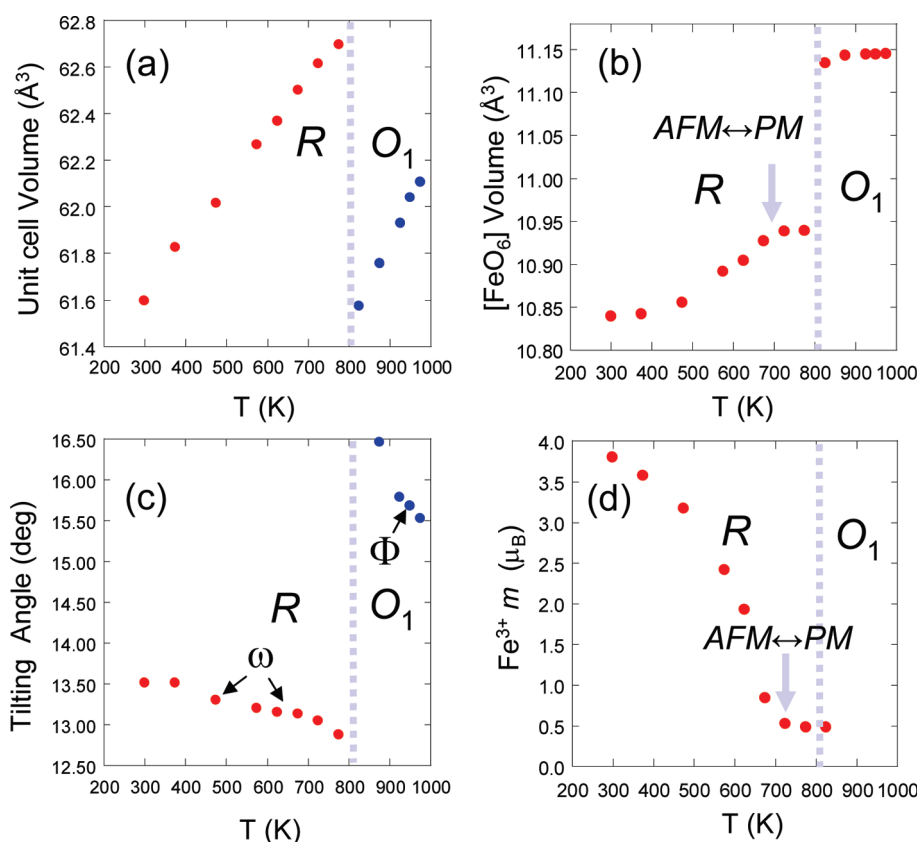 (a)
Unit cell Volume (Å³)
62.8
62.6
62.4
62.2
62.0
61.8
61.6
61.4
R
O₁
200 300 400 500 600 700 800 900 1000
T (K)
(b)
[FeO₆] Volume (Å³)
11.15
11.10
11.05
11.00
10.95
10.90
10.85
10.80
AFM↔PM
R
O₁
200 300 400 500 600 700 800 900 1000
T (K)
(c)
Tilting Angle (deg)
16.50
16.00
15.50
15.00
14.50
14.00
13.50
13.00
12.50
Φ
R
O₁
ω
200 300 400 500 600 700 800 900 1000
T (K)
(d)
Fe³⁺ m (μ_B)
4.0
3.5
3.0
2.5
2.0
1.5
1.0
0.5
0.0
R
O₁
AFM↔PM
200 300 400 500 600 700 800 900 1000
T (K)